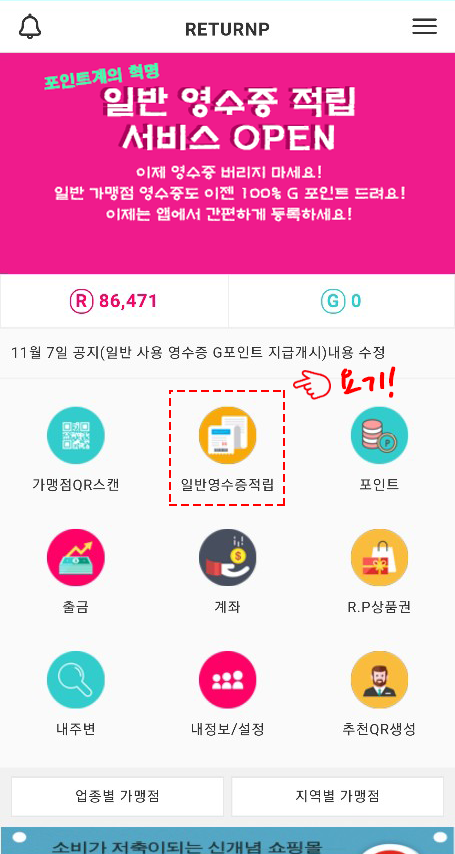 RETURNP
포인트계의 혁명
일반 영수증 적립
서비스 OPEN
이제 영수증 버리지 마세요!
일반 가맹점 영수증도 이젠 100% G 포인트 드려요!
이제는 앱에서 간편하게 등록하세요!
R 86,471
G 0
11월 7일 공지(일반 사용 영수증 G포인트 지급개시)내용 수정
요기!
가맹점QR스캔
일반영수증적립
포인트
출금
계좌
R.P상품권
내주변
내정보/설정
추천QR생성
업종별 가맹점
지역별 가맹점
소비가 저축이되는 신개념 쇼핑몰